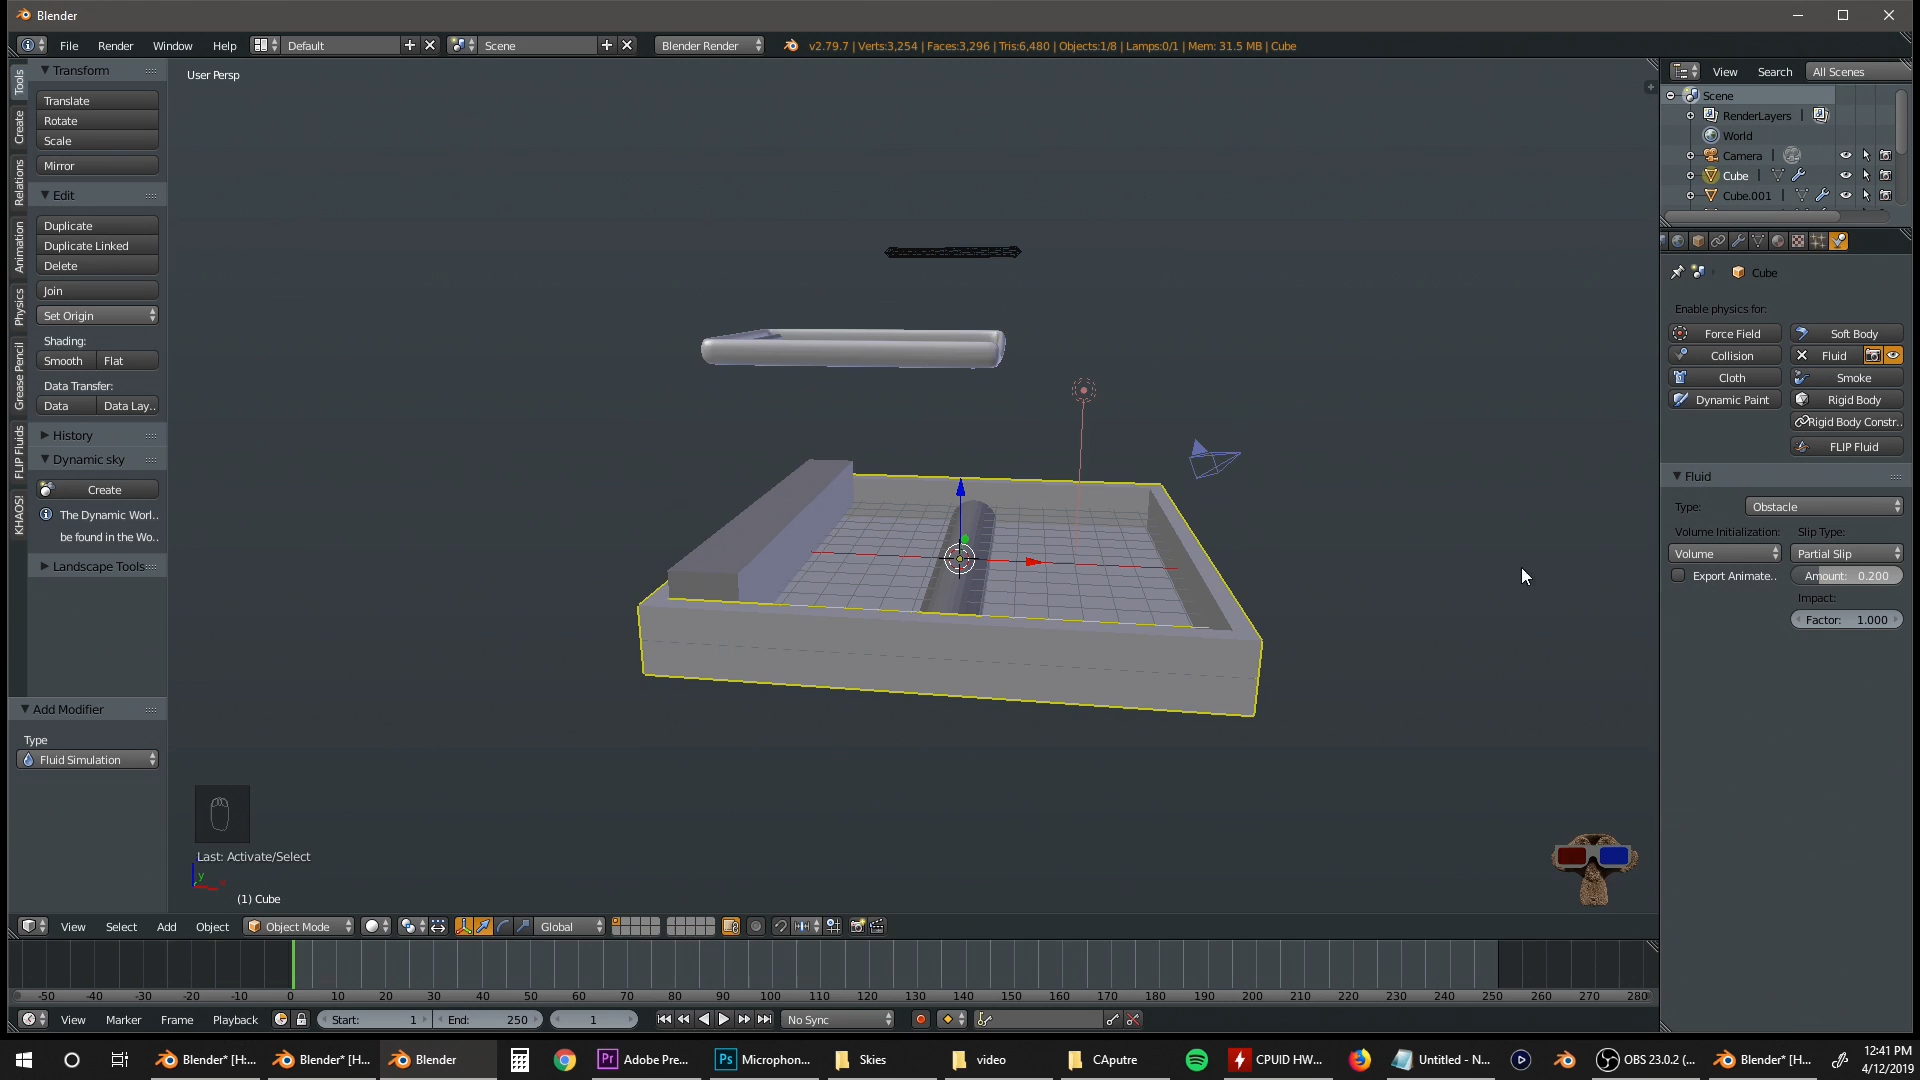 Blender
File Render Window Help Default Scene Blender Render v2.79.7 | Verts:3,254 | Faces:3,296 | Tris:6,480 | Objects:1/8 | Lamps:0/1 | Mem: 31.5 MB | Cube
Tools
Create
Relations
Animation
Physics
Grease Pencil
FLIP Fluids
KHAOS!
Transform
Translate
Rotate
Scale
Mirror
Edit
Duplicate
Duplicate Linked
Delete
Join
Set Origin
Shading:
Smooth Flat
Data Transfer:
Data Data Lay..
History
Dynamic sky
Create
The Dynamic Worl..
be found in the Wo..
Landscape Tools
Add Modifier
Type
Fluid Simulation
User Persp
Last: Activate/Select
y
(1) Cube
View Search All Scenes
Scene
RenderLayers
World
Camera
Cube
Cube.001
Cube
Enable physics for:
Force Field Soft Body
Collision Fluid
Cloth Smoke
Dynamic Paint Rigid Body
Rigid Body Constr..
FLIP Fluid
Fluid
Type: Obstacle
Volume Initialization: Slip Type:
Volume Partial Slip
Export Animate.. Amount: 0.200
Impact:
Factor: 1.000
View Select Add Object Object Mode Global
-50 -40 -30 -20 -10 0 10 20 30 40 50 60 70 80 90 100 110 120 130 140 150 160 170 180 190 200 210 220 230 240 250 260 270 280
View Marker Frame Playback Start: 1 End: 250 1 No Sync
Blender* [H:... Blender* [H... Blender Adobe Pre... Microphon... Skies video CAputre CPUID HW... Untitled - N... OBS 23.0.2 (... Blender* [H... 12:41 PM
4/12/2019